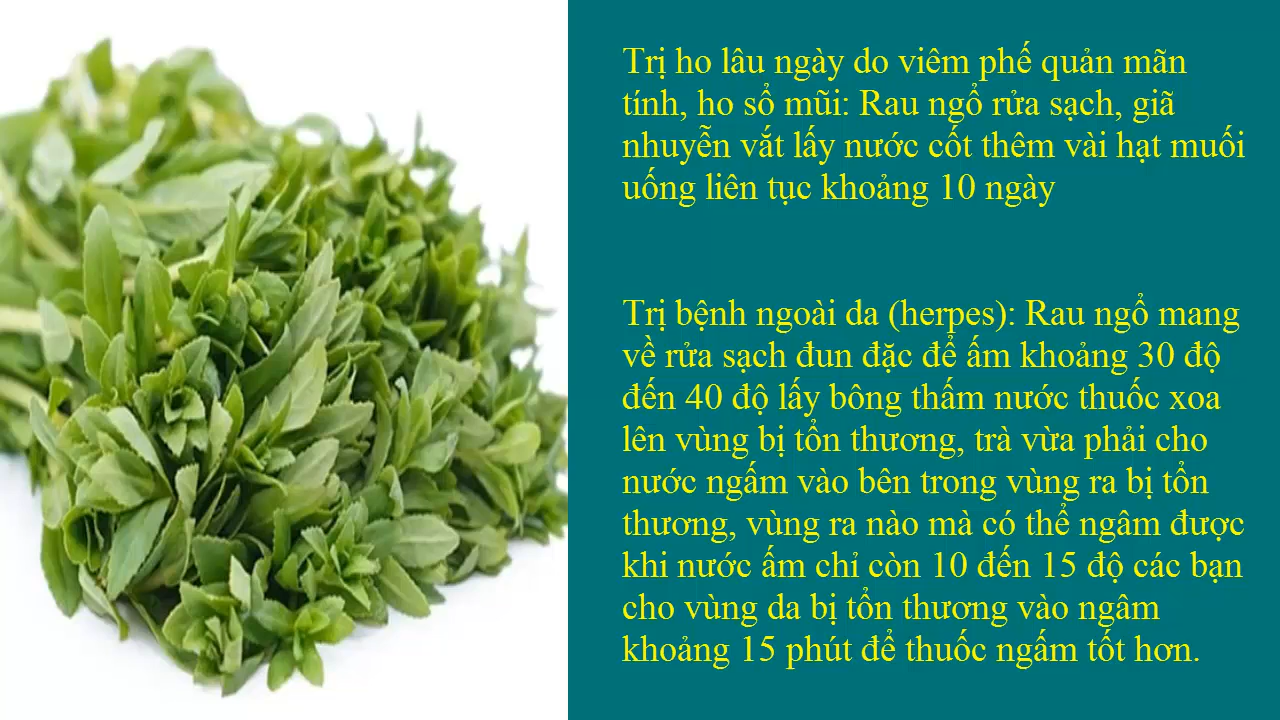 Trị ho lâu ngày do viêm phế quản mãn
tính, ho sổ mũi: Rau ngổ rửa sạch, giã
nhuyễn vắt lấy nước cốt thêm vài hạt muối
uống liên tục khoảng 10 ngày
Trị bệnh ngoài da (herpes): Rau ngổ mang
về rửa sạch đun đặc để ấm khoảng 30 độ
đến 40 độ lấy bông thấm nước thuốc xoa
lên vùng bị tổn thương, trà vừa phải cho
nước ngấm vào bên trong vùng ra bị tổn
thương, vùng ra nào mà có thể ngâm được
khi nước ấm chỉ còn 10 đến 15 độ các bạn
cho vùng da bị tổn thương vào ngâm
khoảng 15 phút để thuốc ngấm tốt hơn.